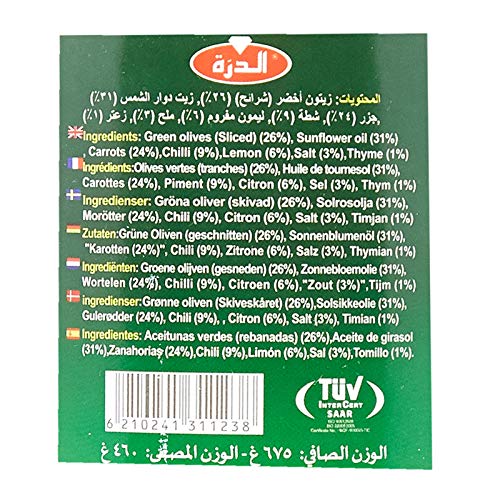 الدرة
المحتويات: زيتون أخضر (شرائح) (٢٦٪), زيت دوار الشمس (٣١٪)
,جزر (٢٤٪), شطة (٩٪), ليمون مفروم (٦٪), ملح (٣٪), زعتر (١٪)
Ingredients: Green olives (Sliced) (26%), Sunflower oil (31%)
, Carrots (24%),Chilli (9%),Lemon (6%),Salt (3%),Thyme (1%)
Ingrédients:Olives vertes (tranches) (26%), Huile de tournesol (31%),
Carottes (24%), Piment (9%), Citron (6%), Sel (3%), Thym (1%)
Ingredienser: Gröna oliver (skivad) (26%), Solrosolja (31%),
Morötter (24%), Chili (9%), Citron (6%), Salt (3%), Timjan (1%)
Zutaten:Grüne Oliven (geschnitten) (26%), Sonnenblumenöl (31%),
"Karotten (24%)", Chili (9%), Zitrone (6%), Salz (3%), Thymian (1%)
Ingrediënten: Groene olijven (gesneden) (26%), Zonnebloemolie (31%),
Wortelen (24%), Chilli (9%), Citroen (6%), "Zout (3%)",Tijm (1%)
Ingredienser: Grønne oliven (Skiveskåret) (26%),Solsikkeolie (31%),
Gulerødder (24%), Chili (9%), , Citron (6%), Salt (3%), Timian (1%)
Ingredientes: Aceitunas verdes (rebanadas) (26%),Aceite de girasol
(31%),Zanahorias (24%),Chili (9%),Limón (6%),Sal (3%),Tomillo (1%).
6 210241 311238
TÜV
INTERCERT
SAAR
الوزن الصافي: ٦٧٥ غ - الوزن المصفى: ٤٦٠ غ